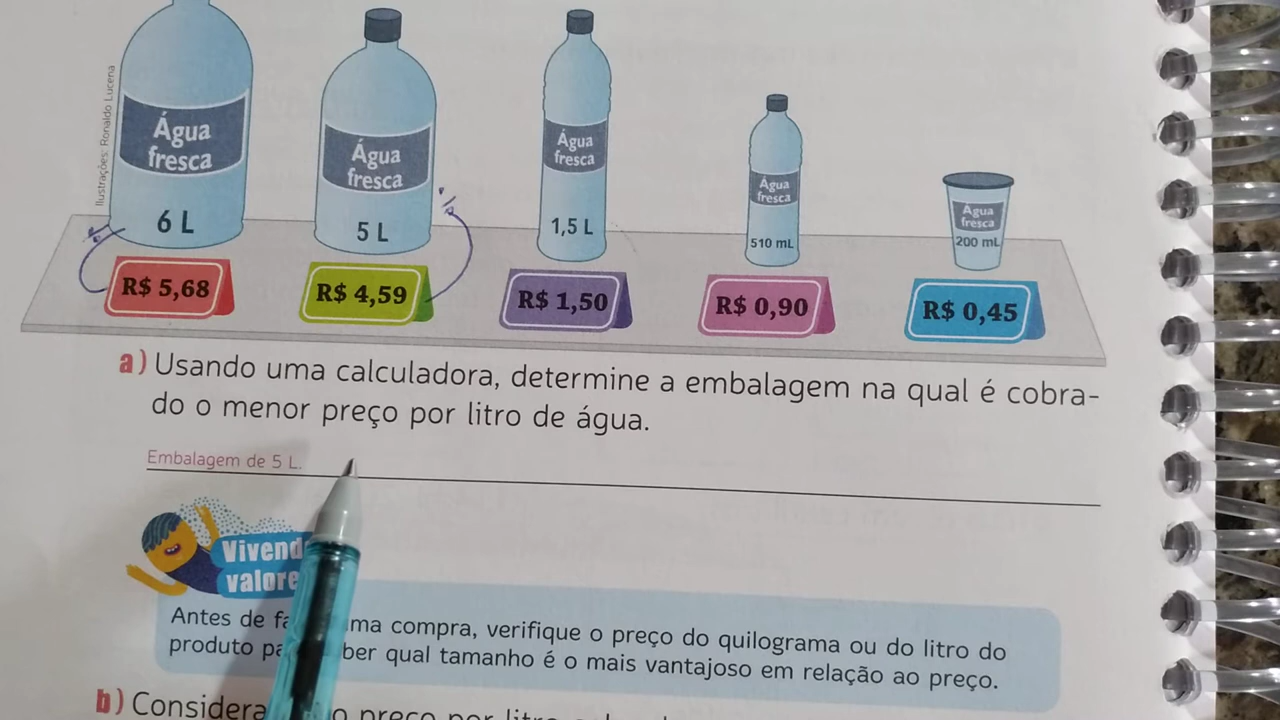 Ilustrações: Ronaldo Lucena
Água
fresca
6 L
Água
fresca
5 L
Água
fresca
1,5 L
Água
fresca
510 mL
Água
fresca
200 mL
R$ 5,68
R$ 4,59
R$ 1,50
R$ 0,90
R$ 0,45
a) Usando uma calculadora, determine a embalagem na qual é cobra-
do o menor preço por litro de água.
Embalagem de 5 L.
Vivend
valore
Antes de fa ma compra, verifique o preço do quilograma ou do litro do
produto pa ber qual tamanho é o mais vantajoso em relação ao preço.
b) Considera o preço por litro